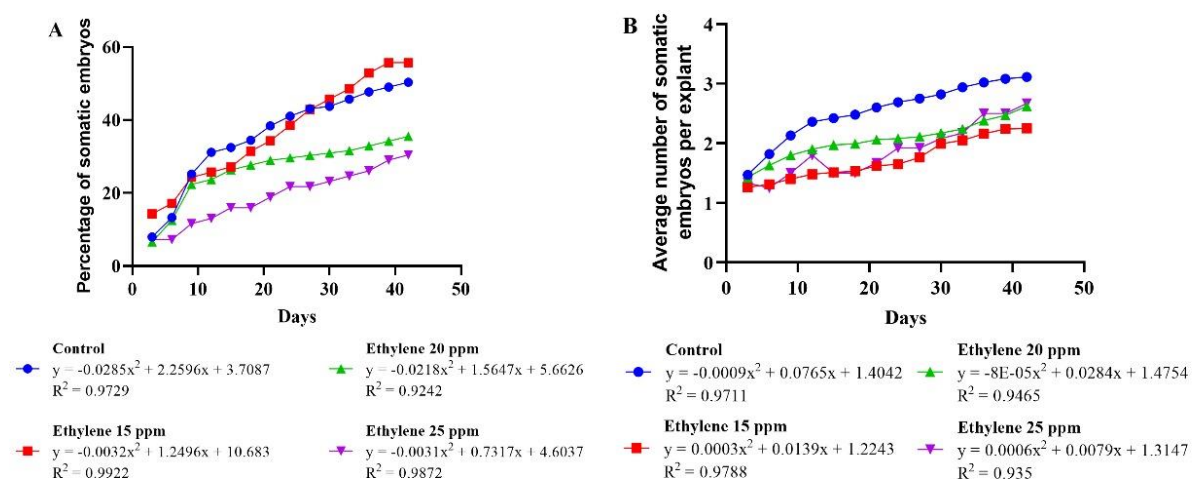 A
Percentage of somatic embryos
60
40
20
0
0 10 20 30 40 50
Days
Control
y = -0.0285x² + 2.2596x + 3.7087
R² = 0.9729
Ethylene 20 ppm
y = -0.0218x² + 1.5647x + 5.6626
R² = 0.9242
Ethylene 15 ppm
y = -0.0032x² + 1.2496x + 10.683
R² = 0.9922
Ethylene 25 ppm
y = -0.0031x² + 0.7317x + 4.6037
R² = 0.9872
B
Average number of somatic
embryos per explant
4
3
2
1
0
0 10 20 30 40 50
Days
Control
y = -0.0009x² + 0.0765x + 1.4042
R² = 0.9711
Ethylene 20 ppm
y = -8E-05x² + 0.0284x + 1.4754
R² = 0.9465
Ethylene 15 ppm
y = 0.0003x² + 0.0139x + 1.2243
R² = 0.9788
Ethylene 25 ppm
y = 0.0006x² + 0.0079x + 1.3147
R² = 0.935